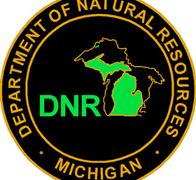 DEPARTMENT OF NATURAL RESOURCES
DNR
• MICHIGAN •